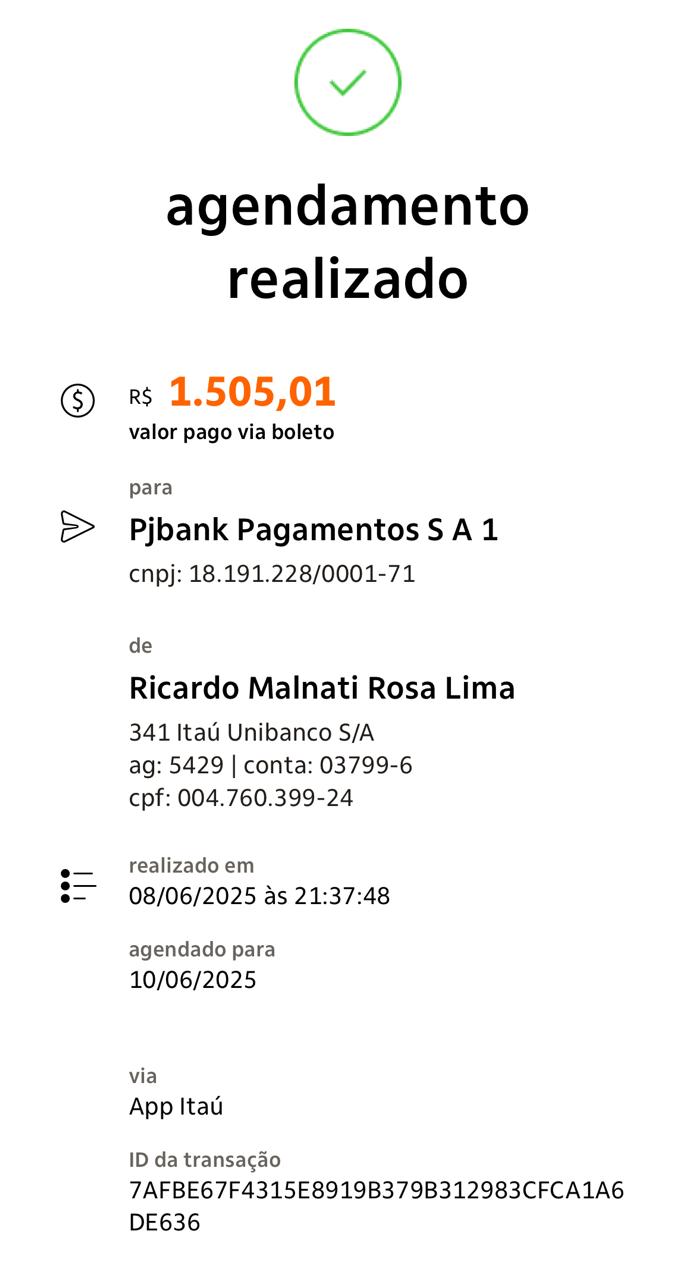 agendamento
realizado
R$ 1.505,01
valor pago via boleto
para
Pjbank Pagamentos S A 1
cnpj: 18.191.228/0001-71
de
Ricardo Malnati Rosa Lima
341 Itaú Unibanco S/A
ag: 5429 | conta: 03799-6
cpf: 004.760.399-24
realizado em
08/06/2025 às 21:37:48
agendado para
10/06/2025
via
App Itaú
ID da transação
7AFBE67F4315E8919B379B312983CFCA1A6
DE636